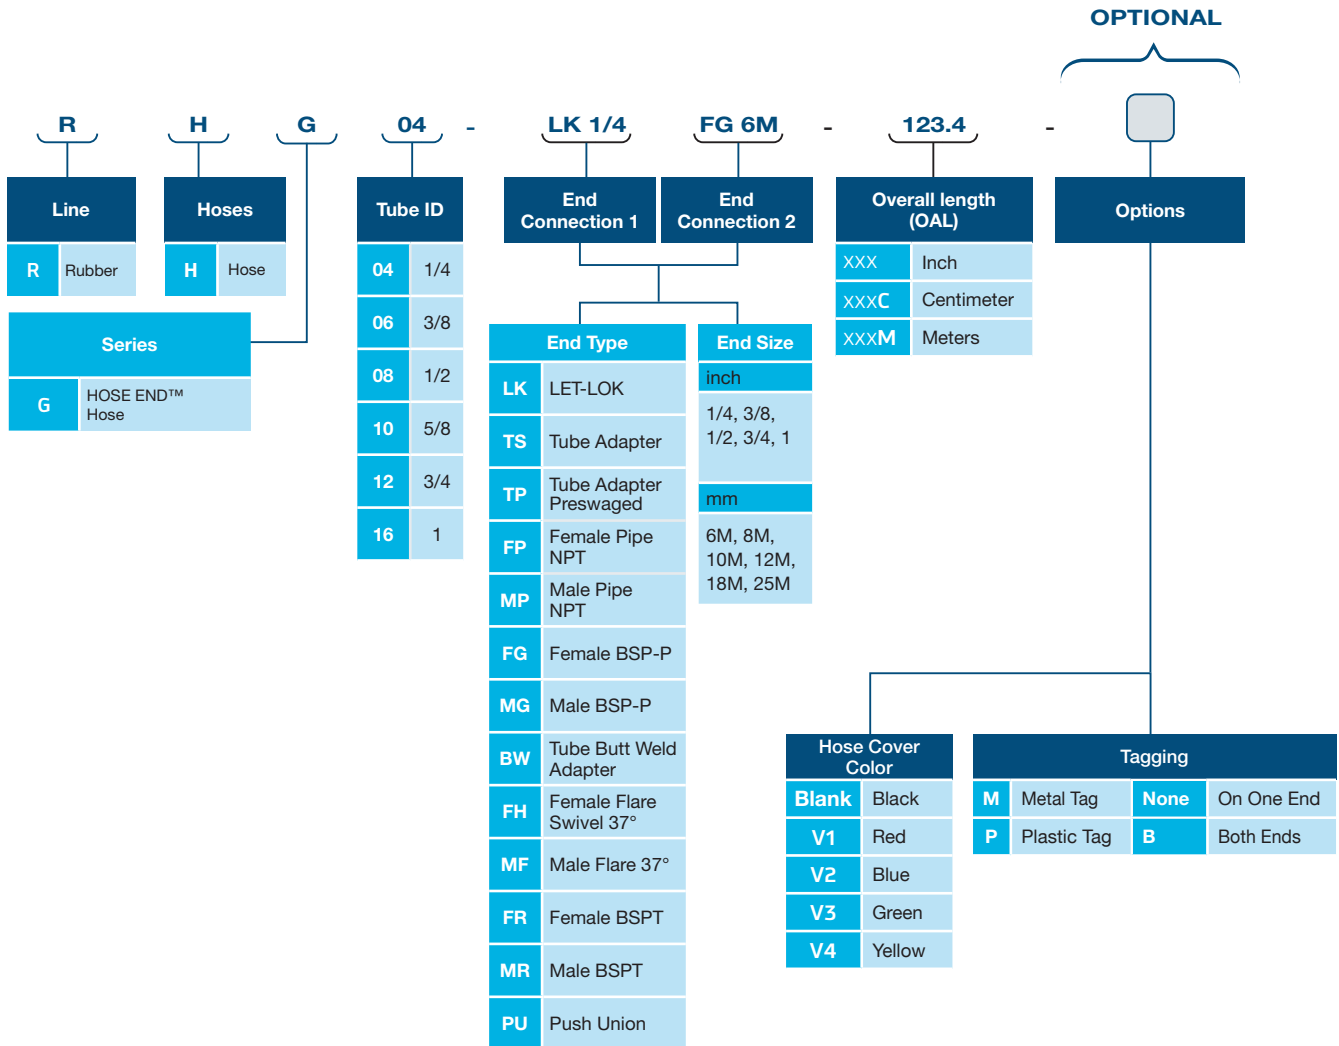 OPTIONAL
R H G 04 - LK 1/4 FG 6M - 123.4 -
Line
R Rubber
Hoses
H Hose
Series
G HOSE END™
Hose
Tube ID
04 1/4
06 3/8
08 1/2
10 5/8
12 3/4
16 1
End
Connection 1
End
Connection 2
End Type
LK LET-LOK
TS Tube Adapter
TP Tube Adapter
Preswaged
FP Female Pipe
NPT
MP Male Pipe
NPT
FG Female BSP-P
MG Male BSP-P
BW Tube Butt Weld
Adapter
FH Female Flare
Swivel 37°
MF Male Flare 37°
FR Female BSPT
MR Male BSPT
PU Push Union
End Size
inch
1/4, 3/8,
1/2, 3/4, 1
mm
6M, 8M,
10M, 12M,
18M, 25M
Overall length
(OAL)
XXX Inch
XXXC Centimeter
XXXM Meters
Options
Hose Cover
Color
Blank Black
V1 Red
V2 Blue
V3 Green
V4 Yellow
Tagging
M Metal Tag None On One End
P Plastic Tag B Both Ends